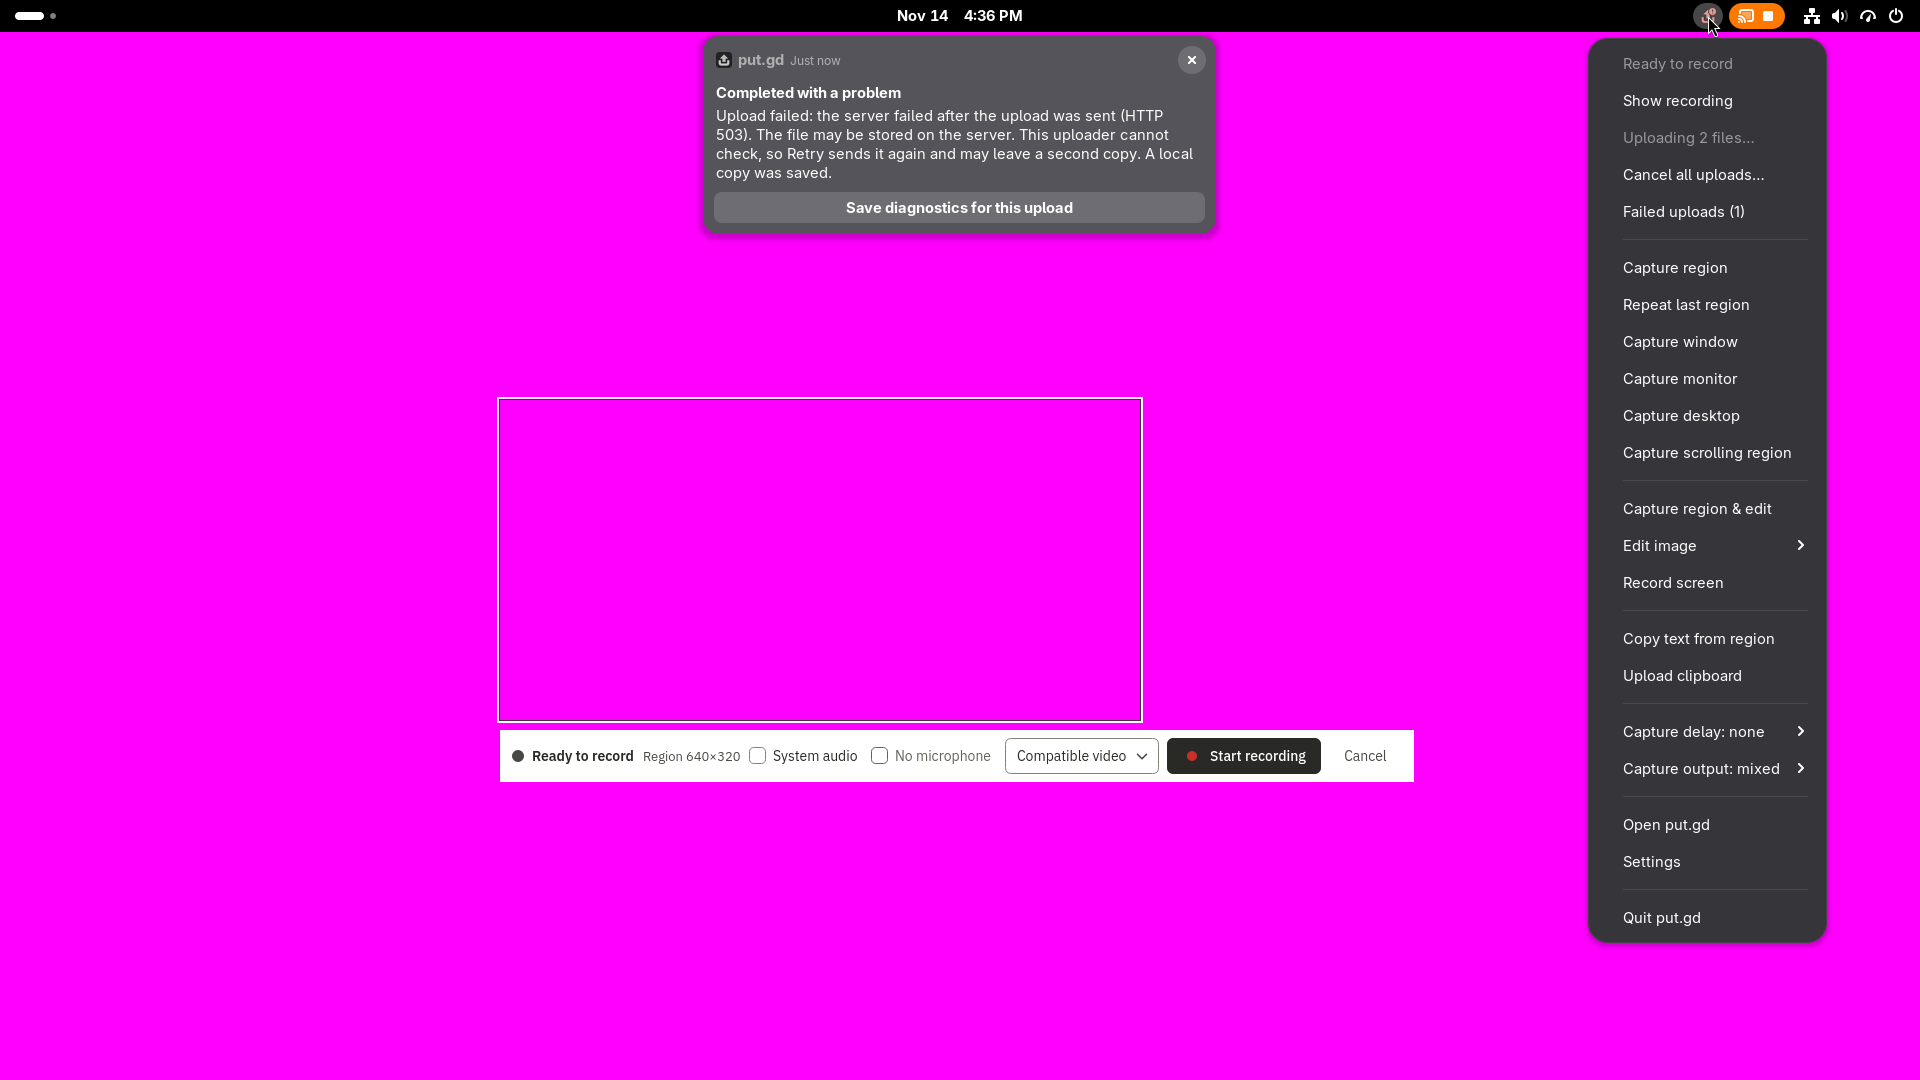 Nov 14 4:36 PM
put.gd Just now
Completed with a problem
Upload failed: the server failed after the upload was sent (HTTP
503). The file may be stored on the server. This uploader cannot
check, so Retry sends it again and may leave a second copy. A local
copy was saved.
Save diagnostics for this upload
Ready to record
Show recording
Uploading 2 files...
Cancel all uploads...
Failed uploads (1)
Capture region
Repeat last region
Capture window
Capture monitor
Capture desktop
Capture scrolling region
Capture region & edit
Edit image
Record screen
Copy text from region
Upload clipboard
Capture delay: none
Capture output: mixed
Open put.gd
Settings
Quit put.gd
Ready to record Region 640×320 System audio No microphone Compatible video Start recording Cancel